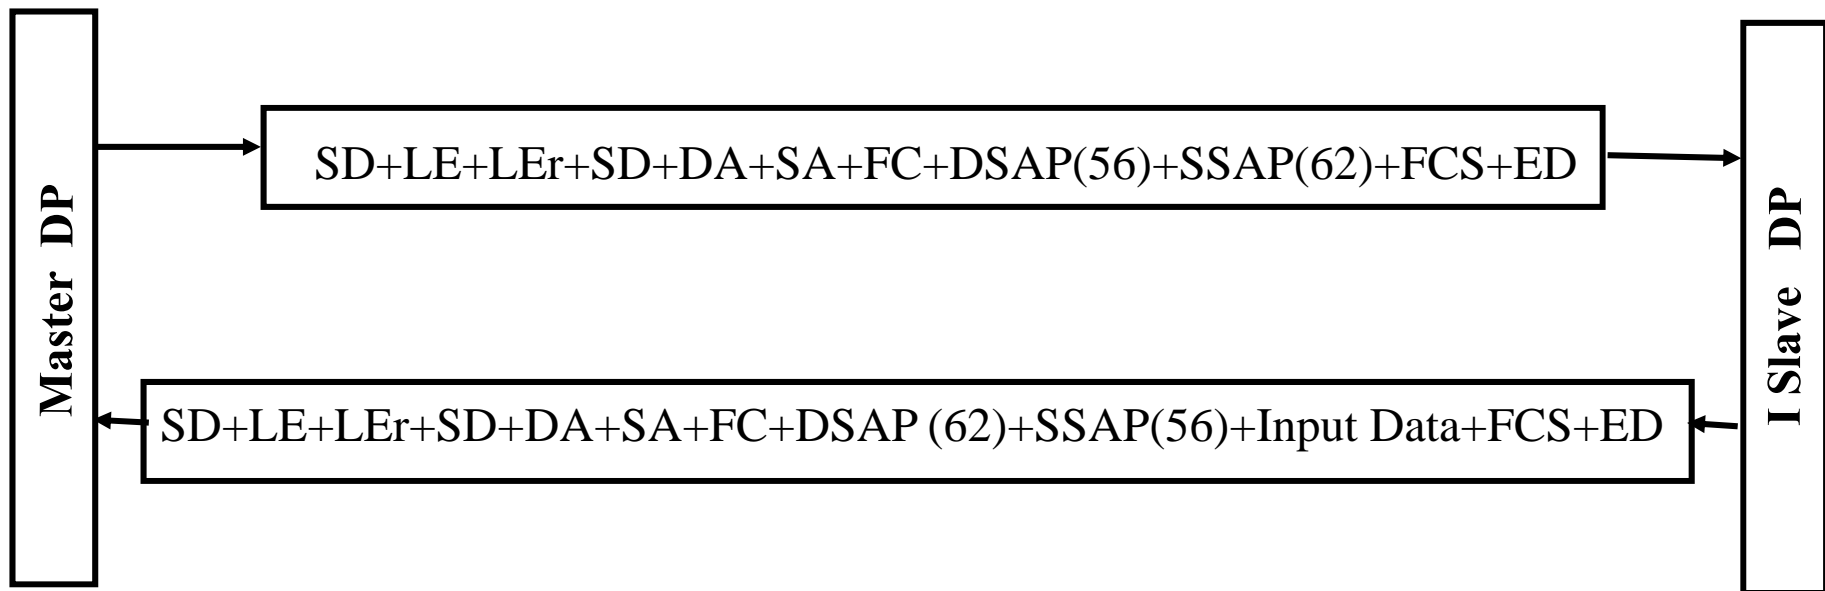 Master DP
SD+LE+LEr+SD+DA+SA+FC+DSAP(56)+SSAP(62)+FCS+ED
SD+LE+LEr+SD+DA+SA+FC+DSAP (62)+SSAP(56)+Input Data+FCS+ED
I Slave DP